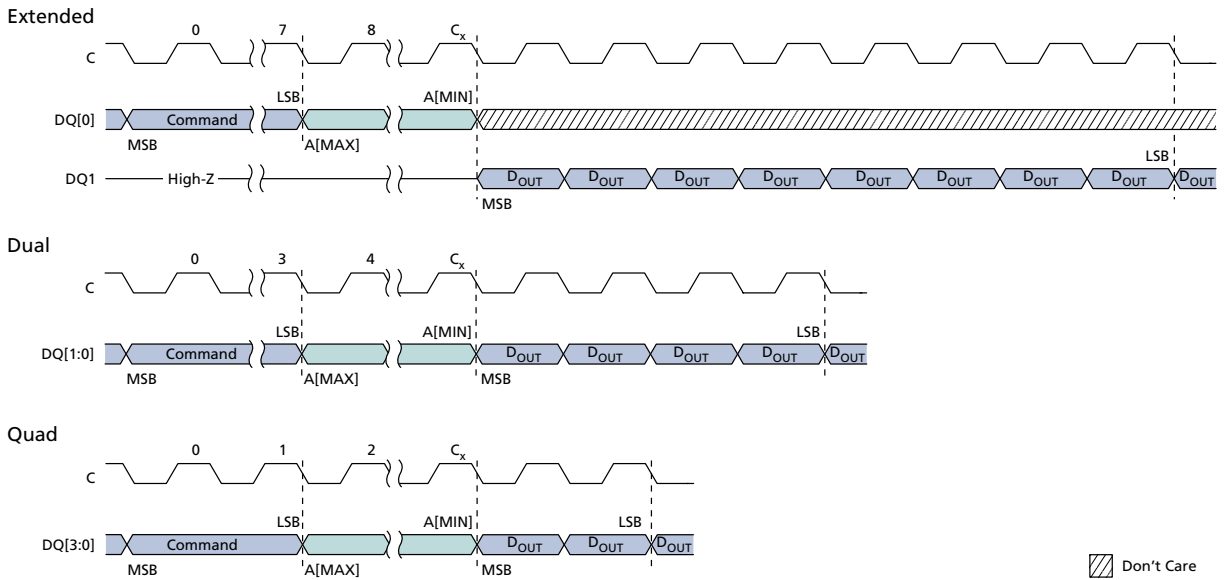 Extended
0 7 8 Cx
C
LSB A[MIN]
DQ[0] Command
MSB A[MAX] LSB
DQ1 High-Z DOUT DOUT DOUT DOUT DOUT DOUT DOUT DOUT DOUT
MSB
Dual
0 3 4 Cx
C
LSB A[MIN] LSB
DQ[1:0] Command DOUT DOUT DOUT DOUT DOUT
MSB A[MAX] MSB
Quad
0 1 2 Cx
C
LSB A[MIN] LSB
DQ[3:0] Command DOUT DOUT DOUT
MSB A[MAX] MSB
Don't Care